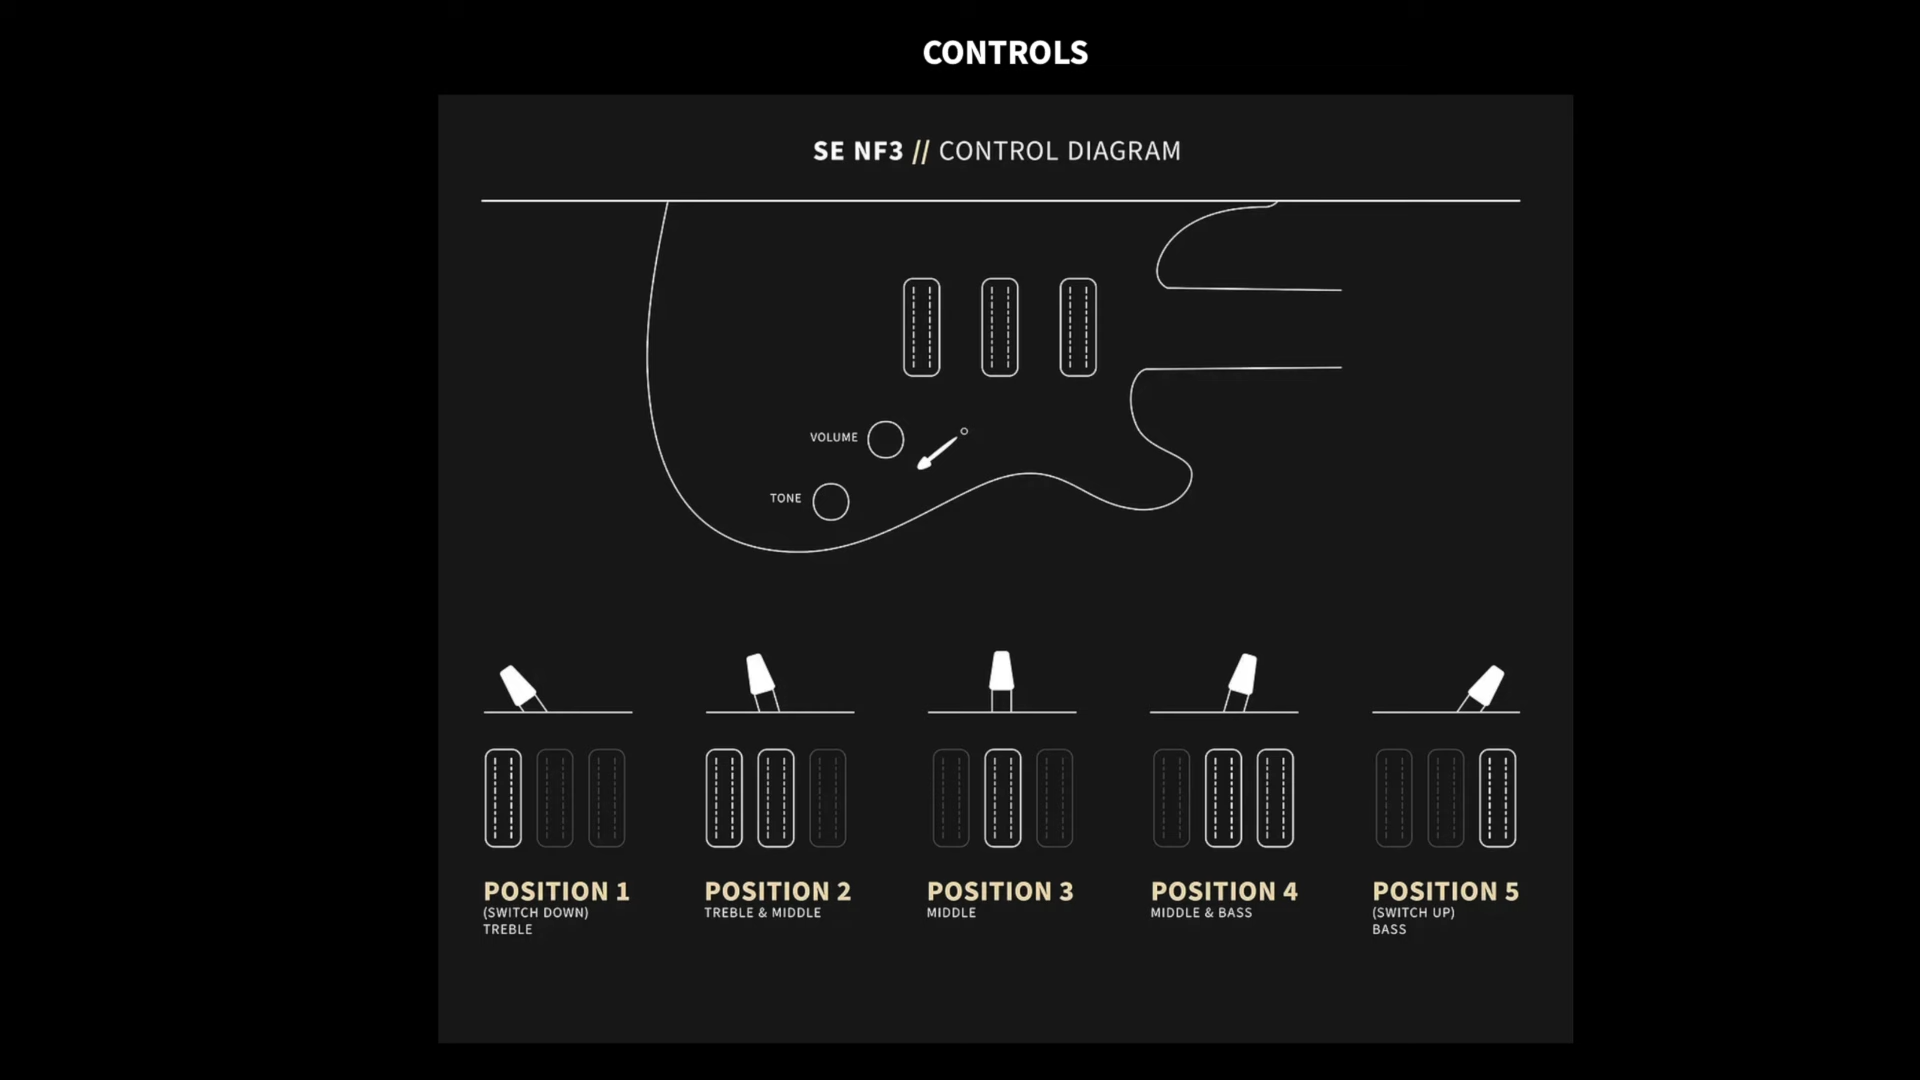 CONTROLS
SE NF3 // CONTROL DIAGRAM
VOLUME
TONE
POSITION 1
(SWITCH DOWN)
TREBLE
POSITION 2
TREBLE & MIDDLE
POSITION 3
MIDDLE
POSITION 4
MIDDLE & BASS
POSITION 5
(SWITCH UP)
BASS